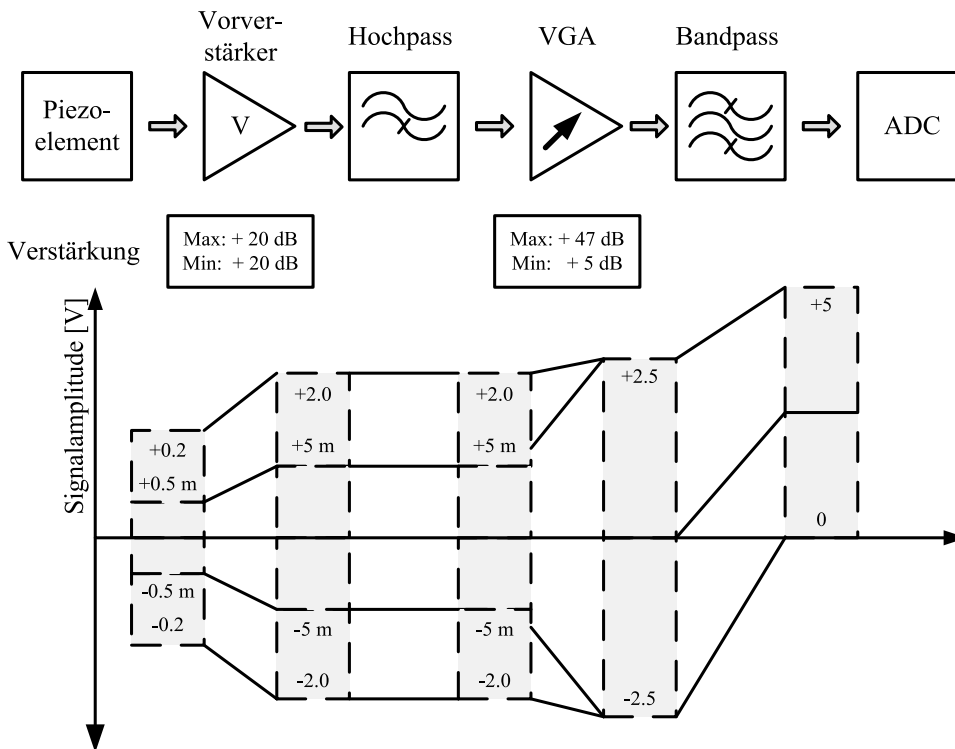 Vorver-
stärker
Hochpass
VGA
Bandpass
Piezo-
element
V
ADC
Verstärkung
Max: + 20 dB
Min: + 20 dB
Max: + 47 dB
Min: + 5 dB
Signalamplitude [V]
+0.2
+0.5 m
-0.5 m
-0.2
+2.0
+5 m
-5 m
-2.0
+2.0
+5 m
-5 m
-2.0
+2.5
-2.5
+5
0